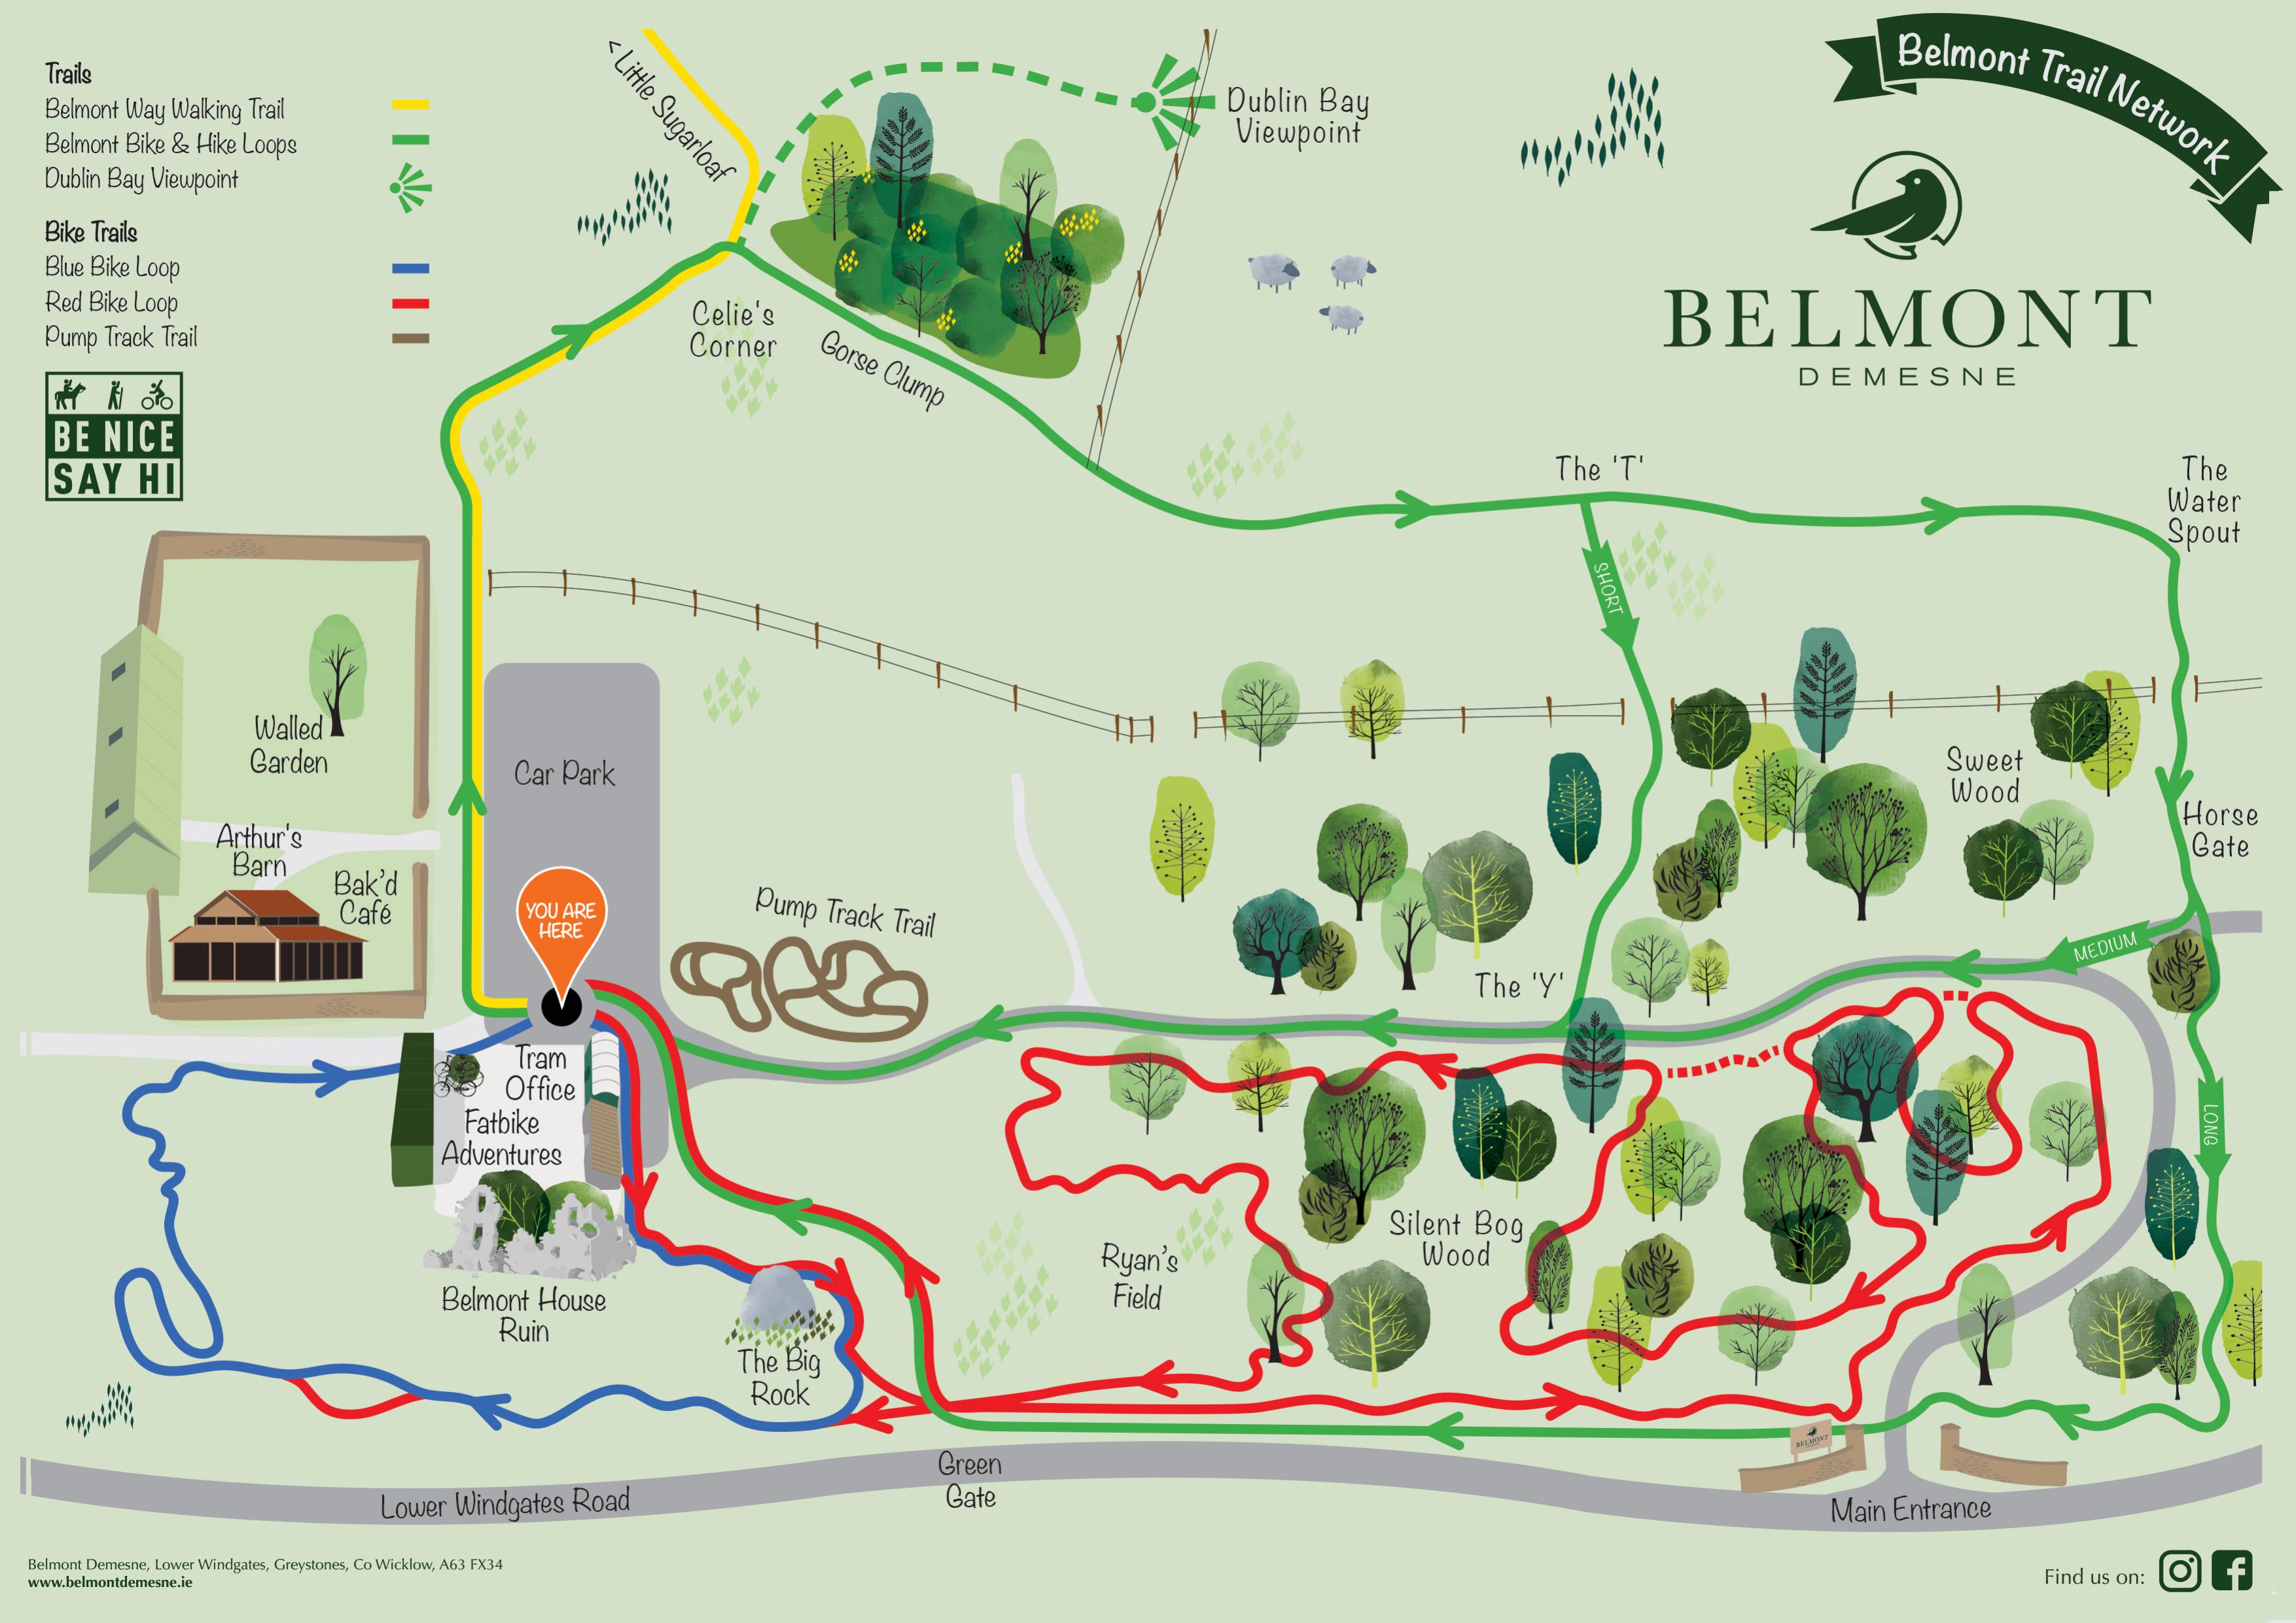 Belmont Trail Network
BELMONT
DEMESNE
Trails
Belmont Way Walking Trail
Belmont Bike & Hike Loops
Dublin Bay Viewpoint
Bike Trails
Blue Bike Loop
Red Bike Loop
Pump Track Trail
BE NICE
SAY HI
< Little Sugarloaf
Dublin Bay
Viewpoint
Celie's
Corner
Gorse Clump
The 'T'
The
Water
Spout
SHORT
Walled
Garden
Car Park
Sweet
Wood
Horse
Gate
Arthur's
Barn
Bak'd
Café
YOU ARE
HERE
Pump Track Trail
MEDIUM
The 'Y'
Tram
Office
Fatbike
Adventures
LONG
Silent Bog
Wood
Ryan's
Field
Belmont House
Ruin
The Big
Rock
BELMONT
Green
Gate
Lower Windgates Road
Main Entrance
Belmont Demesne, Lower Windgates, Greystones, Co Wicklow, A63 FX34
www.belmontdemesne.ie
Find us on: